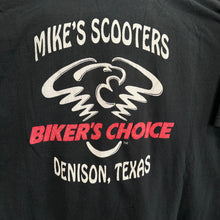 MIKE'S SCOOTERS
BIKER'S CHOICE
DENISON, TEXAS